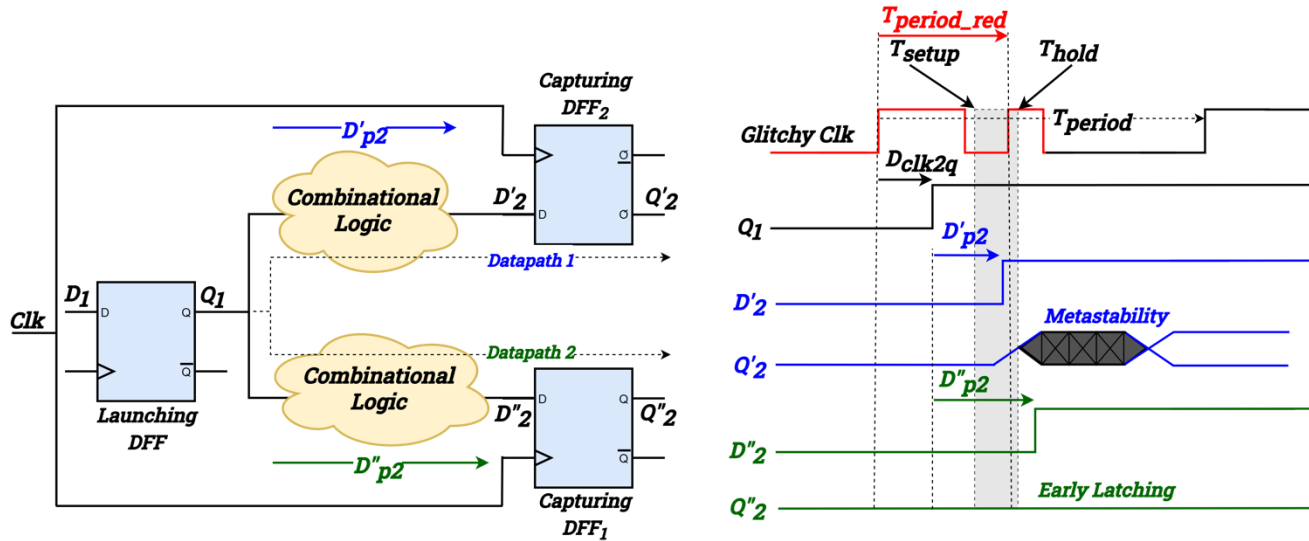 Capturing
DFF2
D'p2
Combinational
Logic
D'2
D
Q
Q
Q'2
Datapath 1
D1
Q1
D
Q
Q
Clk
Launching
DFF
Datapath 2
Combinational
Logic
D"2
D
Q
Q
Q"2
D"p2
Capturing
DFF1
Tperiod_red
Tsetup
Thold
Glitchy Clk
Tperiod
Dclk2q
Q1
D'p2
D'2
Metastability
Q'2
D"p2
D"2
Early Latching
Q"2